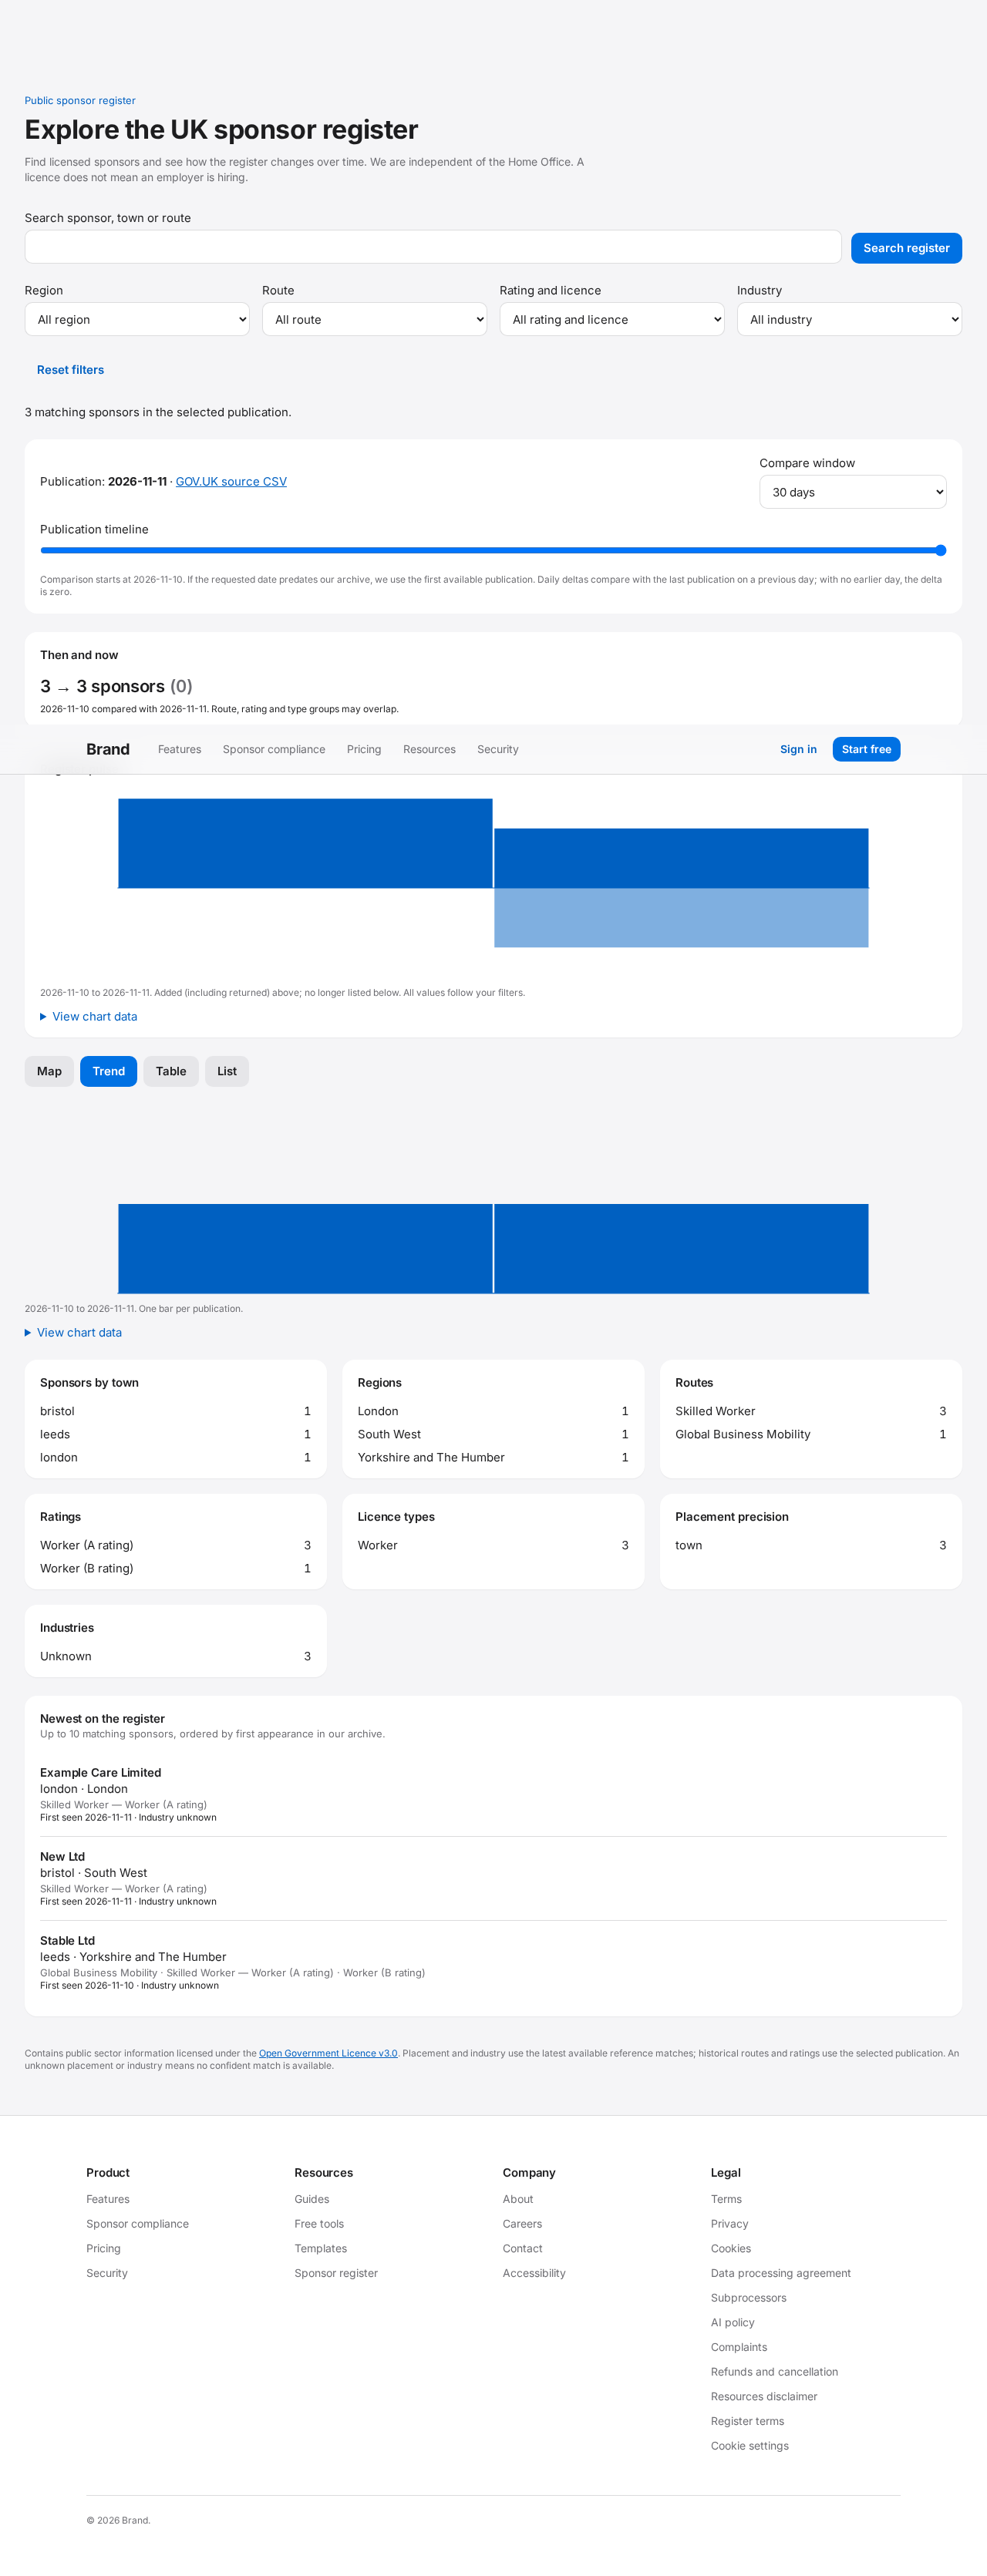 Public sponsor register
Explore the UK sponsor register
Find licensed sponsors and see how the register changes over time. We are independent of the Home Office. A
licence does not mean an employer is hiring.
Search sponsor, town or route
Search register
Region
Route
Rating and licence
Industry
All region
All route
All rating and licence
All industry
Reset filters
3 matching sponsors in the selected publication.
Publication: 2026-11-11 · GOV.UK source CSV
Compare window
30 days
Publication timeline
Comparison starts at 2026-11-10. If the requested date predates our archive, we use the first available publication. Daily deltas compare with the last publication on a previous day; with no earlier day, the delta
is zero.
Then and now
3 → 3 sponsors (0)
2026-11-10 compared with 2026-11-11. Route, rating and type groups may overlap.
Brand
Features
Sponsor compliance
Pricing
Resources
Security
Sign in
Start free
2026-11-10 to 2026-11-11. Added (including returned) above; no longer listed below. All values follow your filters.
View chart data
Map
Trend
Table
List
2026-11-10 to 2026-11-11. One bar per publication.
View chart data
Sponsors by town
bristol 1
leeds 1
london 1
Regions
London 1
South West 1
Yorkshire and The Humber 1
Routes
Skilled Worker 3
Global Business Mobility 1
Ratings
Worker (A rating) 3
Worker (B rating) 1
Licence types
Worker 3
Placement precision
town 3
Industries
Unknown 3
Newest on the register
Up to 10 matching sponsors, ordered by first appearance in our archive.
Example Care Limited
london · London
Skilled Worker — Worker (A rating)
First seen 2026-11-11 · Industry unknown
New Ltd
bristol · South West
Skilled Worker — Worker (A rating)
First seen 2026-11-11 · Industry unknown
Stable Ltd
leeds · Yorkshire and The Humber
Global Business Mobility · Skilled Worker — Worker (A rating) · Worker (B rating)
First seen 2026-11-10 · Industry unknown
Contains public sector information licensed under the Open Government Licence v3.0. Placement and industry use the latest available reference matches; historical routes and ratings use the selected publication. An
unknown placement or industry means no confident match is available.
Product
Features
Sponsor compliance
Pricing
Security
Resources
Guides
Free tools
Templates
Sponsor register
Company
About
Careers
Contact
Accessibility
Legal
Terms
Privacy
Cookies
Data processing agreement
Subprocessors
AI policy
Complaints
Refunds and cancellation
Resources disclaimer
Register terms
Cookie settings
© 2026 Brand.